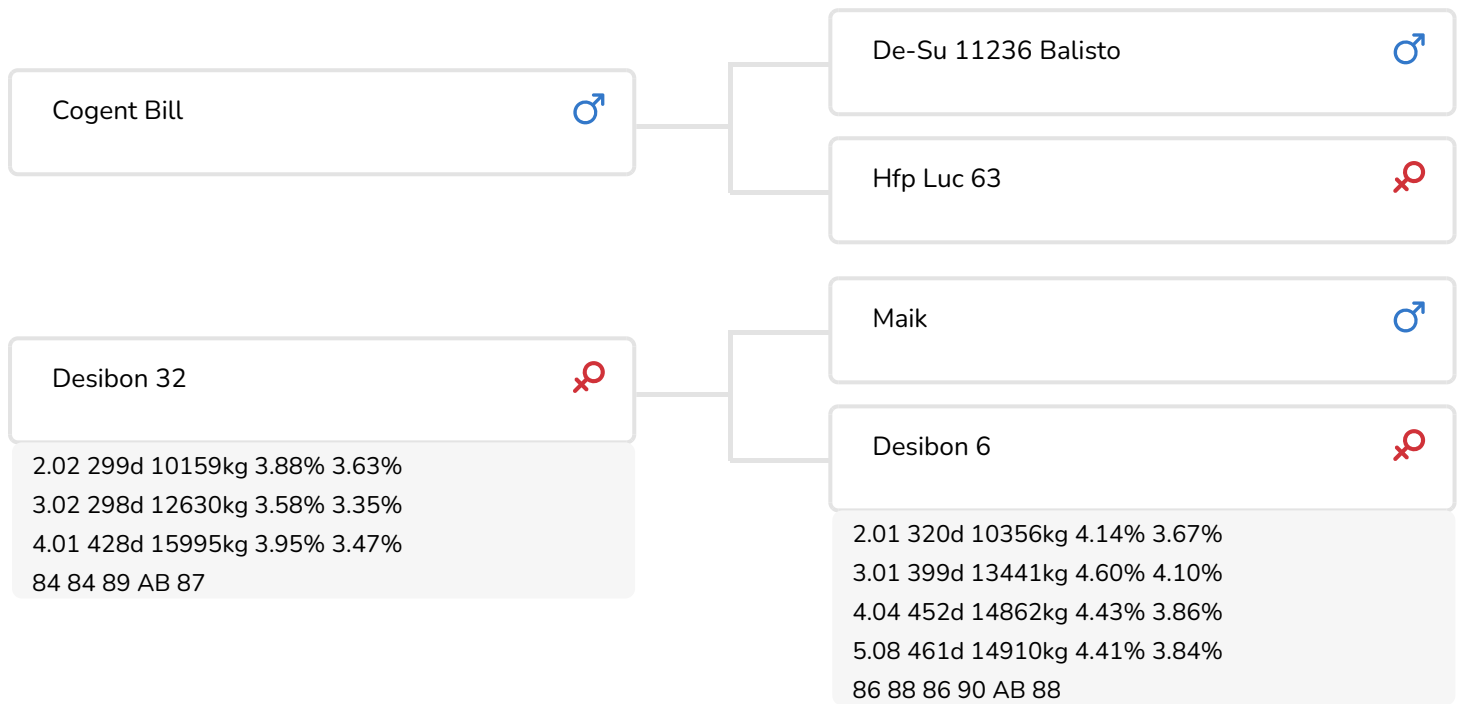 De-Su 11236 Balisto
Cogent Bill
Hfp Luc 63
Maik
Desibon 32
2.02 299d 10159kg 3.88% 3.63%
3.02 298d 12630kg 3.58% 3.35%
4.01 428d 15995kg 3.95% 3.47%
84 84 89 AB 87
Desibon 6
2.01 320d 10356kg 4.14% 3.67%
3.01 399d 13441kg 4.60% 4.10%
4.04 452d 14862kg 4.43% 3.86%
5.08 461d 14910kg 4.41% 3.84%
86 88 86 90 AB 88